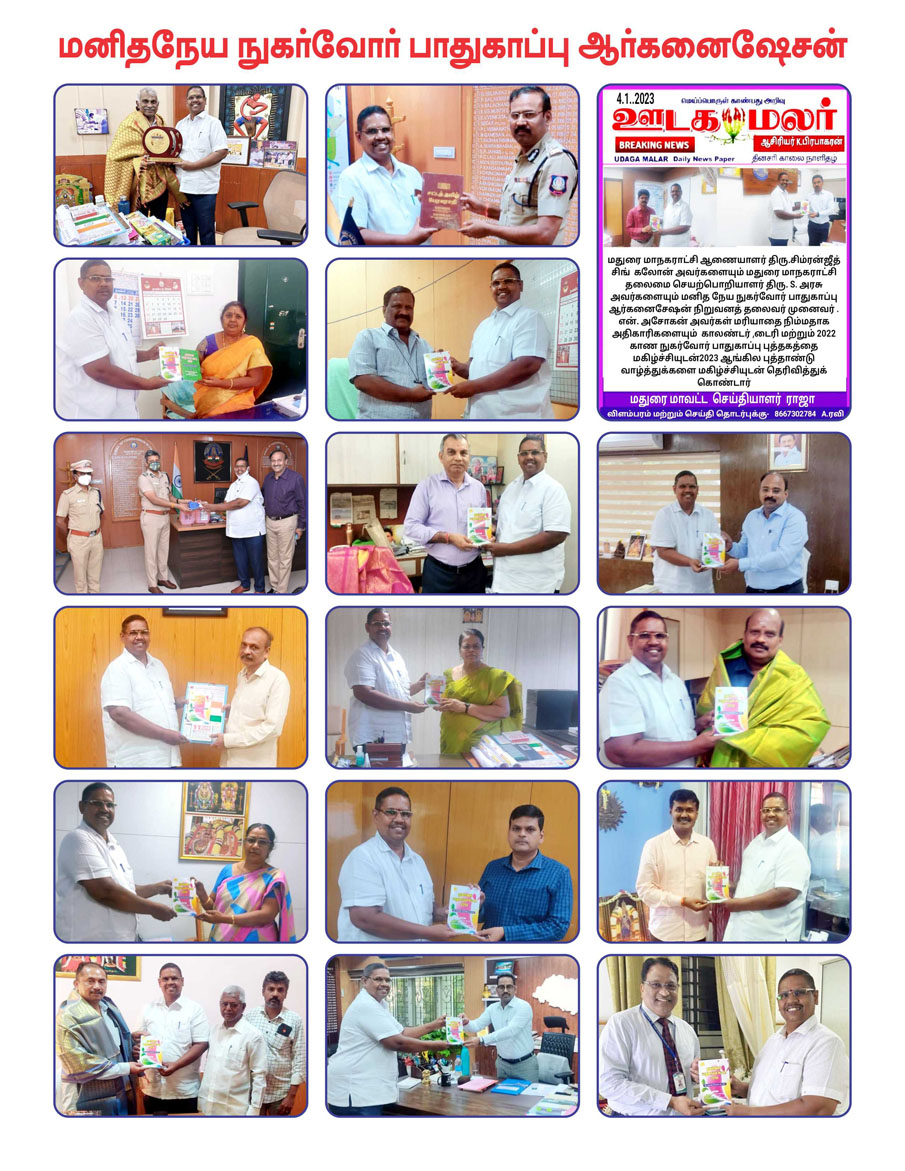 மனிதநேய நுகர்வோர் பாதுகாப்பு ஆர்கனைஷேசன்
4.1..2023
மெய்ப்பொருள் காண்பது அறிவு
ஊடக மலர்
BREAKING NEWS
ஆசிரியர் K.பிரபாகரன்
UDAGA MALAR Daily News Paper
தினசரி காலை நாளிதழ்
மதுரை மாநகராட்சி ஆணையாளர் திரு.சிம்ரன்ஜீத்
சிங் கலோன் அவர்களையும் மதுரை மாநகராட்சி
தலைமை செயற்பொறியாளர் திரு. S. அரசு
அவர்களையும் மனித நேய நுகர்வோர் பாதுகாப்பு
ஆர்கனைசேஷன் நிறுவனத் தலைவர் முனைவர் .
என். அசோகன் அவர்கள் மரியாதை நிம்மதாக
அதிகாரிகளையும் காலண்டர் ,டைரி மற்றும் 2022
காண நுகர்வோர் பாதுகாப்பு புத்தகத்தை
மகிழ்ச்சியுடன்2023 ஆங்கில புத்தாண்டு
வாழ்த்துக்களை மகிழ்ச்சியுடன் தெரிவித்துக்
கொண்டார்
மதுரை மாவட்ட செய்தியாளர் ராஜா
விளம்பரம் மற்றும் செய்தி தொடர்புக்கு- 8667302784 A.ரவி